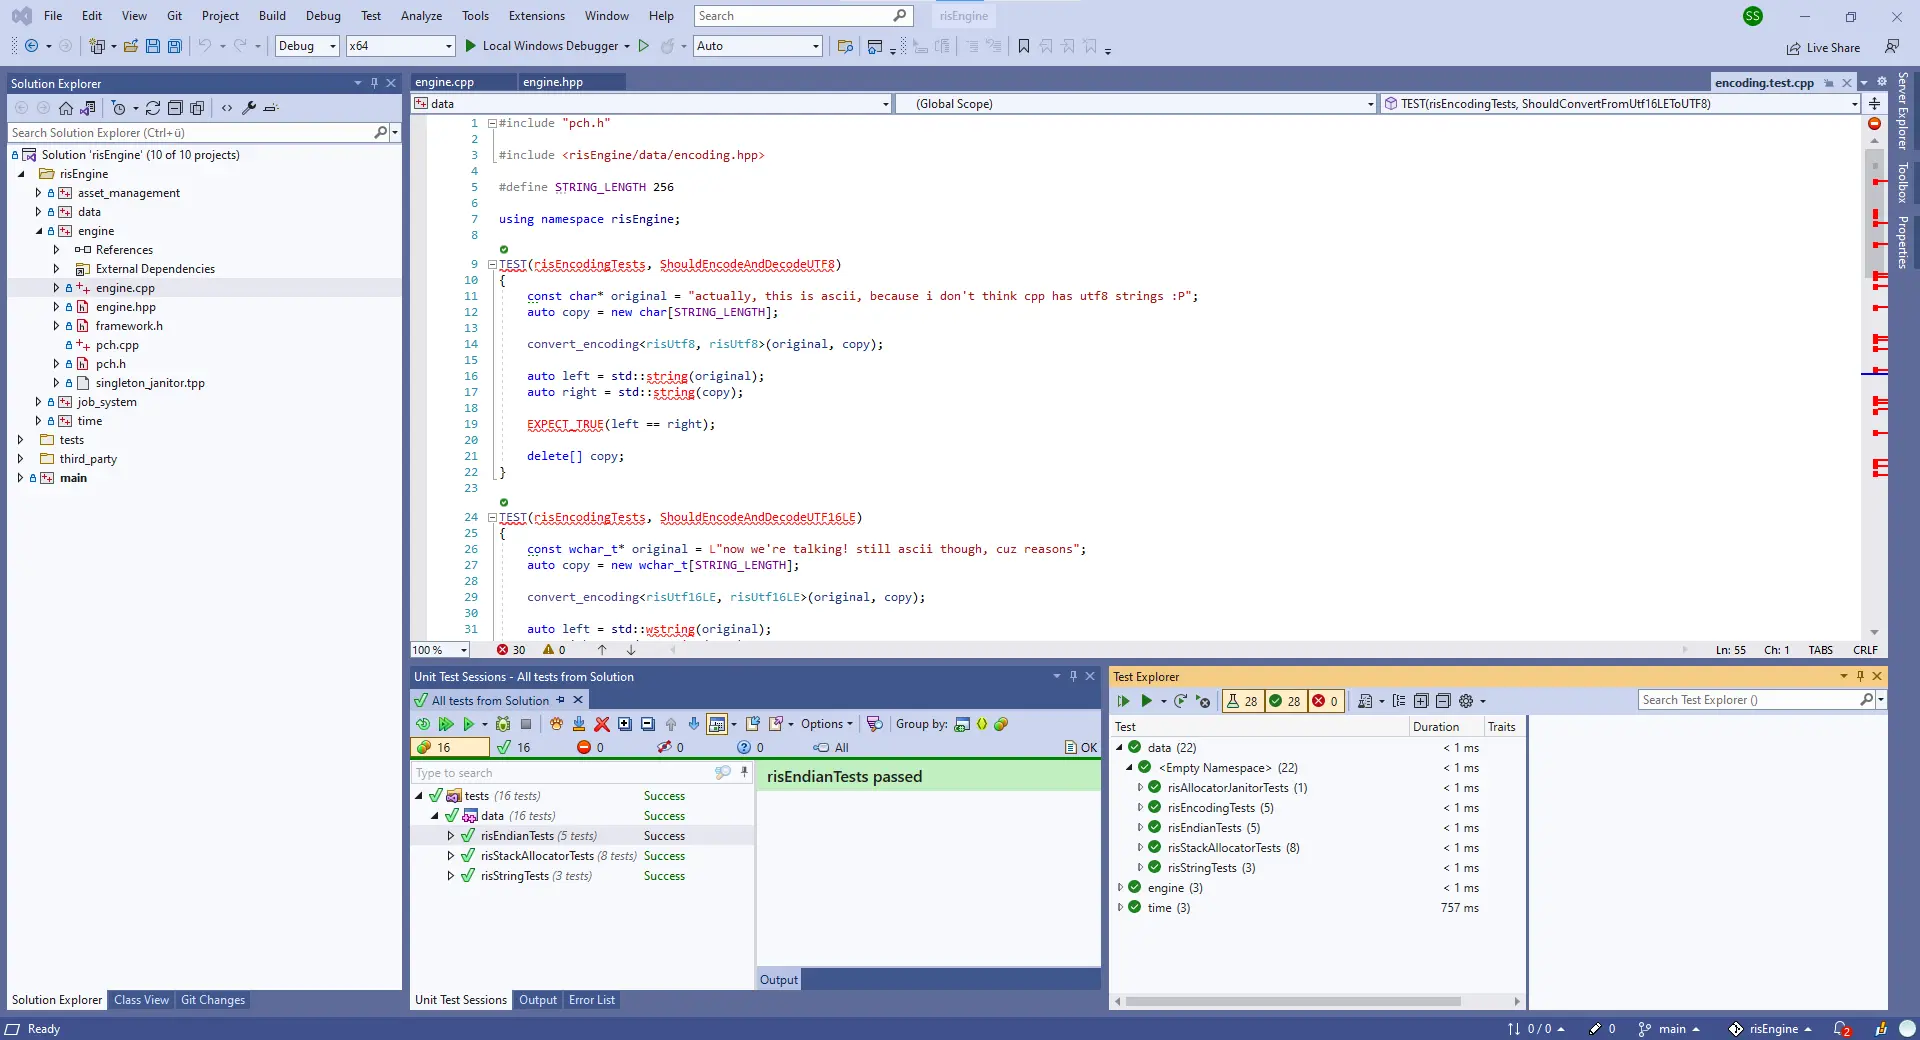 File Edit View Git Project Build Debug Test Analyze Tools Extensions Window Help Search risEngine SS
Debug x64 Local Windows Debugger Auto Live Share
Solution Explorer
Search Solution Explorer (Ctrl+ü)
Solution 'risEngine' (10 of 10 projects)
risEngine
asset_management
data
engine
References
External Dependencies
engine.cpp
engine.hpp
framework.h
pch.cpp
pch.h
singleton_janitor.tpp
job_system
time
tests
third_party
main
Solution Explorer Class View Git Changes
engine.cpp engine.hpp encoding.test.cpp
data (Global Scope) TEST(risEncodingTests, ShouldConvertFromUtf16LEToUTF8)
1 #include "pch.h"
2
3 #include <risEngine/data/encoding.hpp>
4
5 #define STRING_LENGTH 256
6
7 using namespace risEngine;
8
9 TEST(risEncodingTests, ShouldEncodeAndDecodeUTF8)
10 {
11 const char* original = "actually, this is ascii, because i don't think cpp has utf8 strings :P";
12 auto copy = new char[STRING_LENGTH];
13
14 convert_encoding<risUtf8, risUtf8>(original, copy);
15
16 auto left = std::string(original);
17 auto right = std::string(copy);
18
19 EXPECT_TRUE(left == right);
20
21 delete[] copy;
22 }
23
24 TEST(risEncodingTests, ShouldEncodeAndDecodeUTF16LE)
25 {
26 const wchar_t* original = L"now we're talking! still ascii though, cuz reasons";
27 auto copy = new wchar_t[STRING_LENGTH];
28
29 convert_encoding<risUtf16LE, risUtf16LE>(original, copy);
30
31 auto left = std::wstring(original);
100 % 30 0 Ln: 55 Ch: 1 TABS CRLF
Server Explorer
Toolbox
Properties
Unit Test Sessions - All tests from Solution
All tests from Solution
Options Group by:
16 16 0 0 0 All OK
Type to search
tests (16 tests) Success
data (16 tests) Success
risEndianTests (5 tests) Success
risStackAllocatorTests (8 tests) Success
risStringTests (3 tests) Success
risEndianTests passed
Output
Unit Test Sessions Output Error List
Test Explorer
28 28 0 Search Test Explorer ()
Test Duration Traits
data (22) < 1 ms
<Empty Namespace> (22) < 1 ms
risAllocatorJanitorTests (1) < 1 ms
risEncodingTests (5) < 1 ms
risEndianTests (5) < 1 ms
risStackAllocatorTests (8) < 1 ms
risStringTests (3) < 1 ms
engine (3) < 1 ms
time (3) 757 ms
Ready 0 / 0 0 main risEngine 2